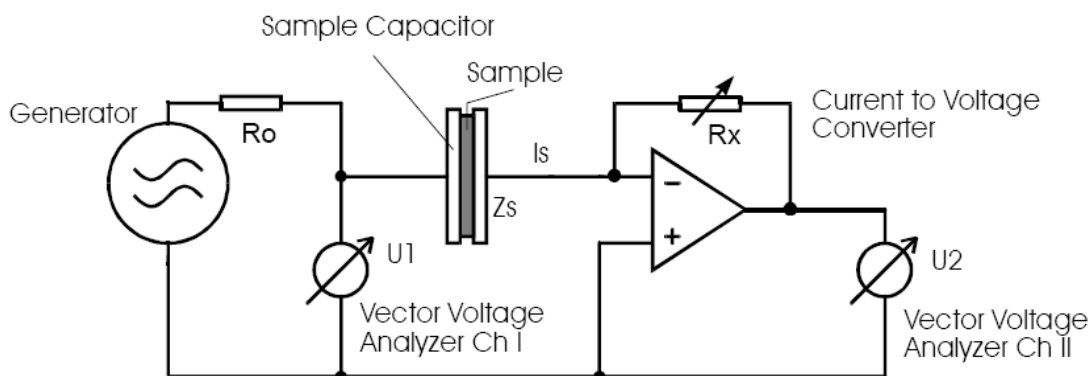 Sample Capacitor
Sample
Generator
Ro
Rx
Current to Voltage
Converter
Is
Zs
−
+
U1
U2
Vector Voltage
Analyzer Ch I
Vector Voltage
Analyzer Ch II